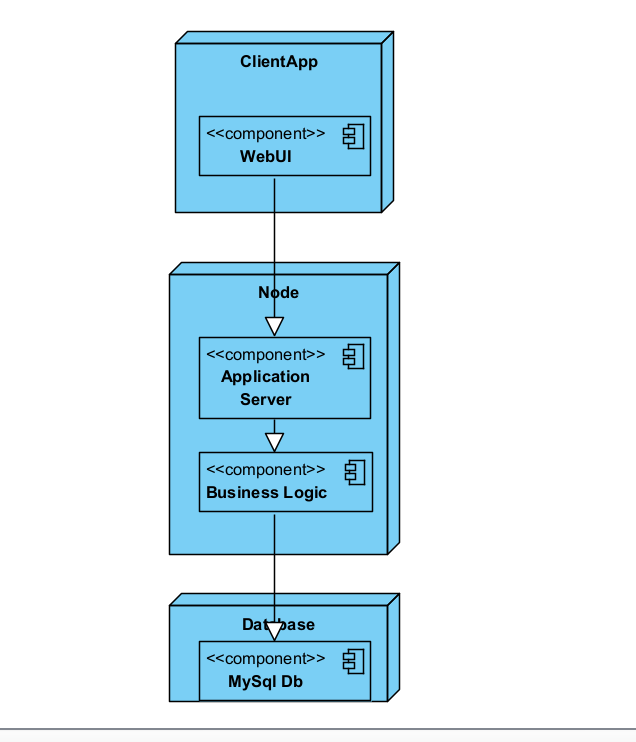 ClientApp
<<component>>
WebUI
Node
<<component>>
Application
Server
<<component>>
Business Logic
Database
<<component>>
MySql Db